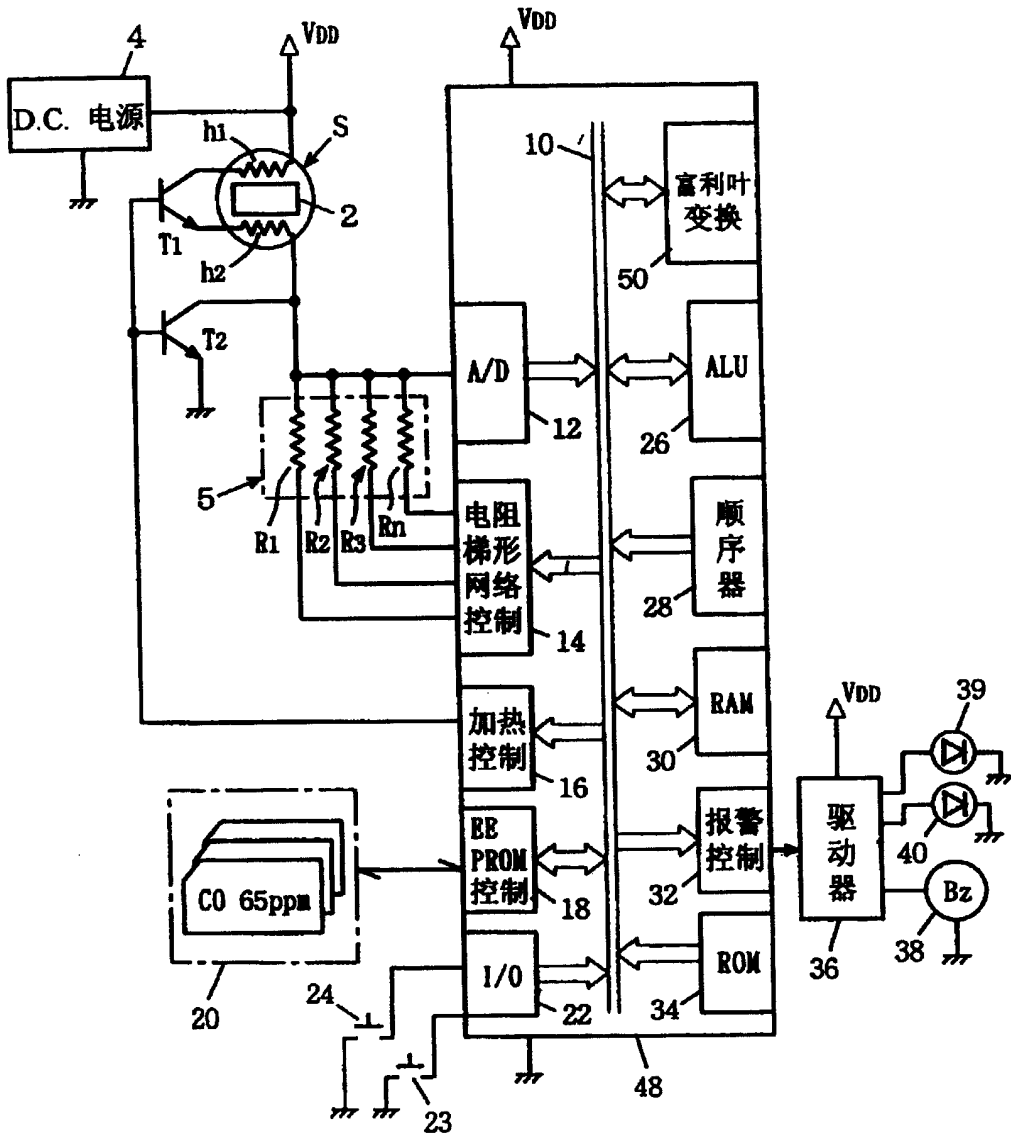 4
D.C. 电源
VDD
VDD
h1
S
2
T1
h2
T2
10
富利叶
变换
50
A/D
12
ALU
26
5
R1
R2
R3
Rn
电阻
梯形
网络
控制
14
顺
序
器
28
加热
控制
16
RAM
30
VDD
39
EE
PROM
控制
18
CO 65ppm
20
报警
控制
32
驱
动
器
36
40
Bz
38
I/O
22
24
23
ROM
34
48